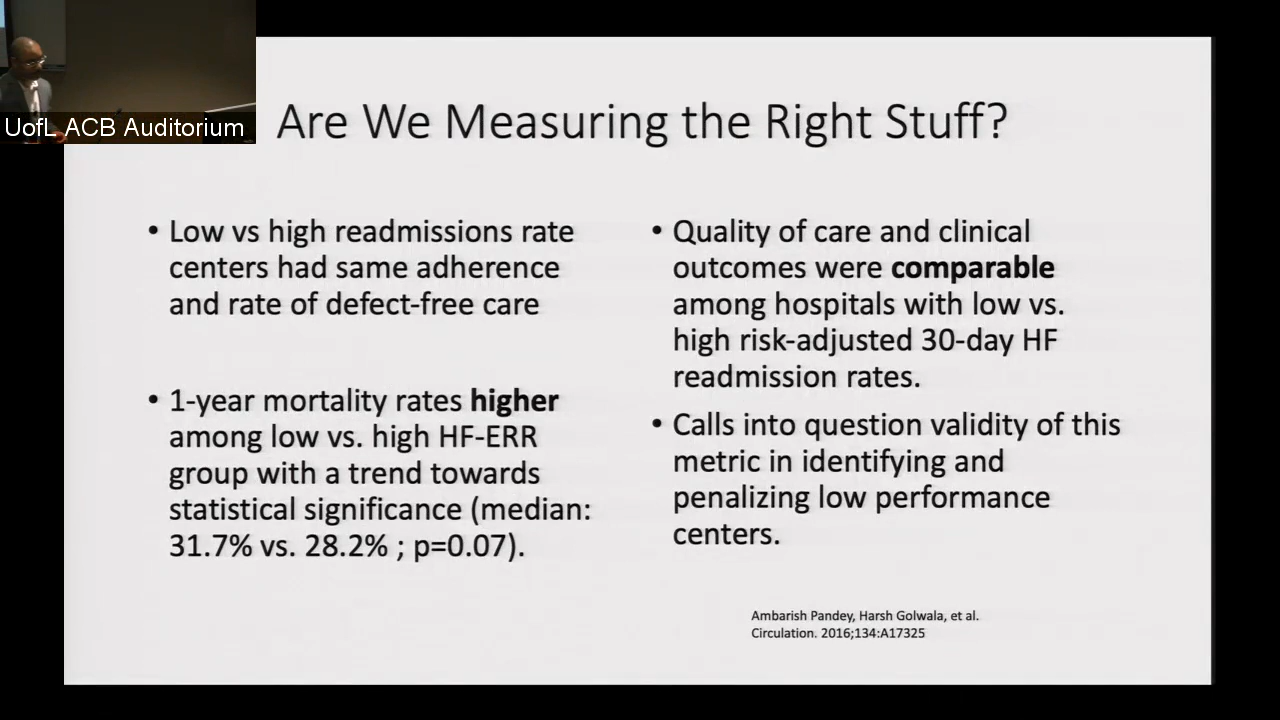 UofL ACB Auditorium
Are We Measuring the Right Stuff?
• Low vs high readmissions rate
centers had same adherence
and rate of defect-free care
• 1-year mortality rates higher
among low vs. high HF-ERR
group with a trend towards
statistical significance (median:
31.7% vs. 28.2% ; p=0.07).
• Quality of care and clinical
outcomes were comparable
among hospitals with low vs.
high risk-adjusted 30-day HF
readmission rates.
• Calls into question validity of this
metric in identifying and
penalizing low performance
centers.
Ambarish Pandey, Harsh Golwala, et al.
Circulation. 2016;134:A17325